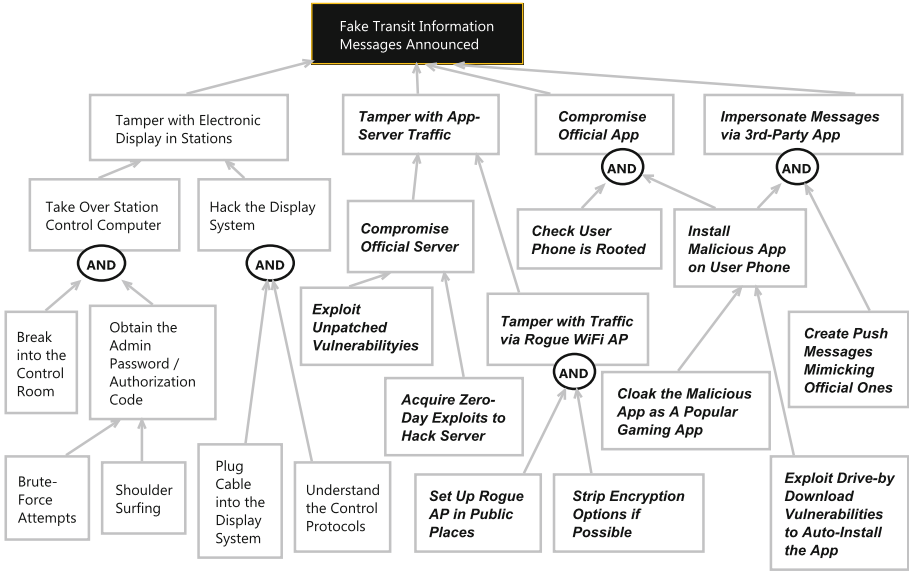 Fake Transit Information
Messages Announced
Tamper with Electronic
Display in Stations
Tamper with App-
Server Traffic
Compromise
Official App
Impersonate Messages
via 3rd-Party App
AND
AND
Take Over Station
Control Computer
Hack the Display
System
Compromise
Official Server
Check User
Phone is Rooted
Install
Malicious App
on User Phone
AND
AND
Break
into the
Control
Room
Obtain the
Admin
Password /
Authorization
Code
Exploit
Unpatched
Vulnerabilityies
Tamper with Traffic
via Rogue WiFi AP
Create Push
Messages
Mimicking
Official Ones
AND
Acquire Zero-
Day Exploits to
Hack Server
Cloak the Malicious
App as A Popular
Gaming App
Brute-
Force
Attempts
Shoulder
Surfing
Plug
Cable
into the
Display
System
Understand
the Control
Protocols
Set Up Rogue
AP in Public
Places
Strip Encryption
Options if
Possible
Exploit Drive-by
Download
Vulnerabilities
to Auto-Install
the App